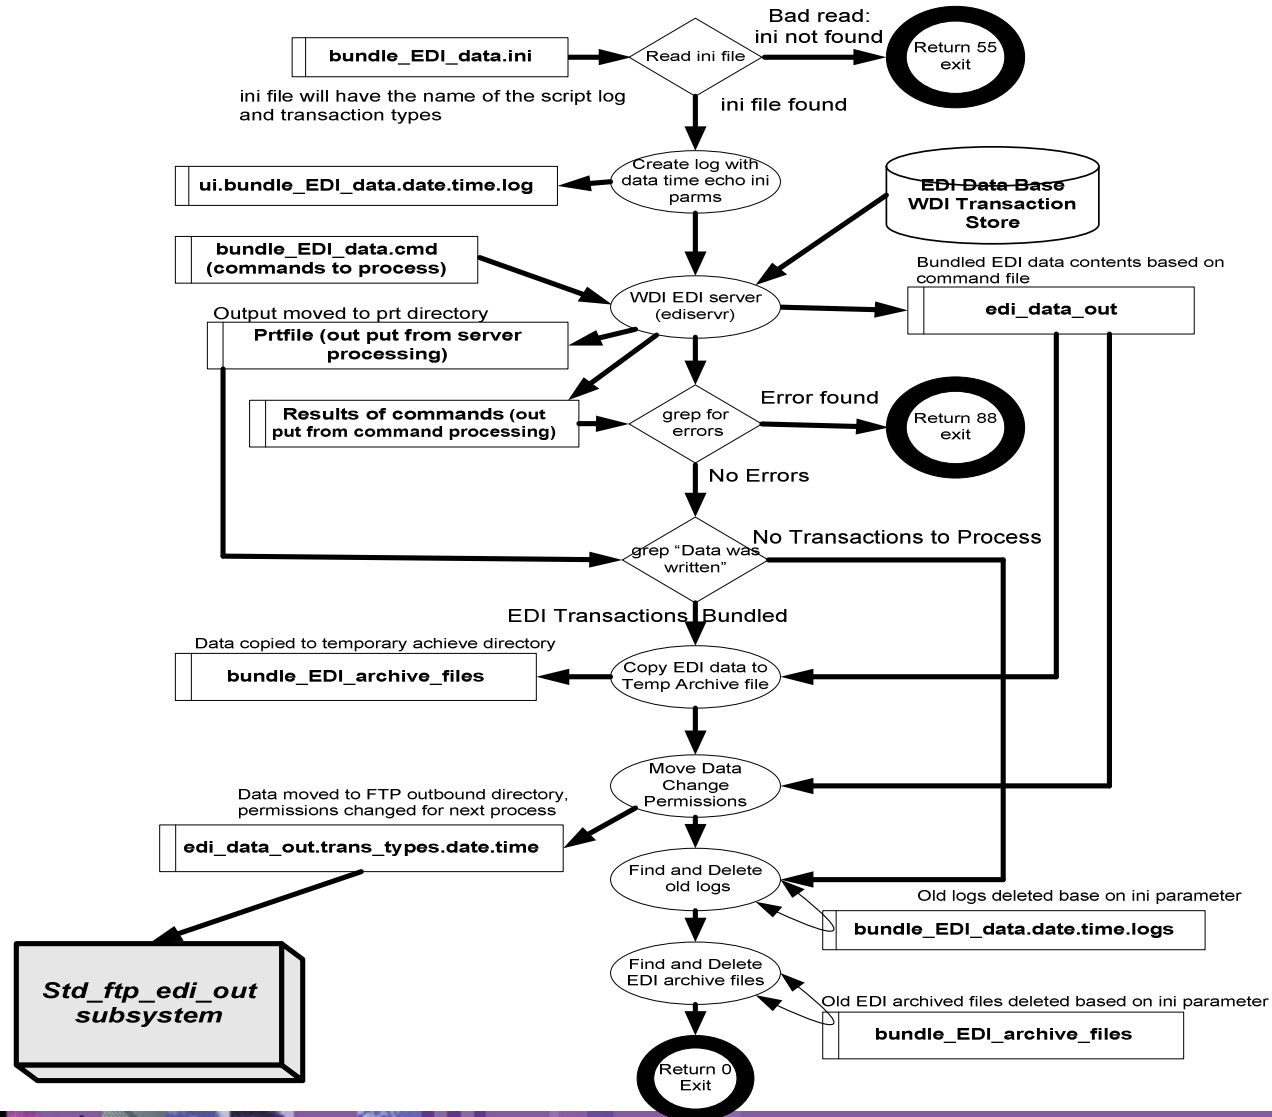 Bad read:
ini not found
bundle_EDI_data.ini
Read ini file
Return 55
exit
ini file will have the name of the script log
and transaction types
ini file found
Create log with
data time echo ini
parms
ui.bundle_EDI_data.date.time.log
EDI Data Base
WDI Transaction
Store
bundle_EDI_data.cmd
(commands to process)
Bundled EDI data contents based on
command file
WDI EDI server
(ediservr)
edi_data_out
Output moved to prt directory
Prtfile (out put from server
processing)
Results of commands (out
put from command processing)
grep for
errors
Error found
Return 88
exit
No Errors
grep “Data was
written”
No Transactions to Process
EDI Transactions Bundled
Data copied to temporary achieve directory
bundle_EDI_archive_files
Copy EDI data to
Temp Archive file
Move Data
Change
Permissions
Data moved to FTP outbound directory,
permissions changed for next process
edi_data_out.trans_types.date.time
Find and Delete
old logs
Old logs deleted base on ini parameter
bundle_EDI_data.date.time.logs
Std_ftp_edi_out
subsystem
Find and Delete
EDI archive files
Old EDI archived files deleted based on ini parameter
bundle_EDI_archive_files
Return 0
Exit